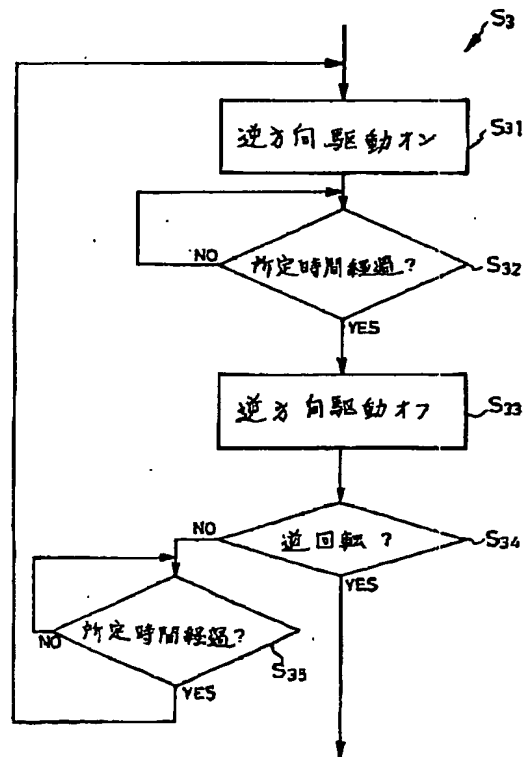 S3
逆方向駆動オン
S31
所定時間経過?
NO
S32
YES
逆方向駆動オフ
S33
逆回転?
NO
S34
YES
所定時間経過?
NO
S35
YES